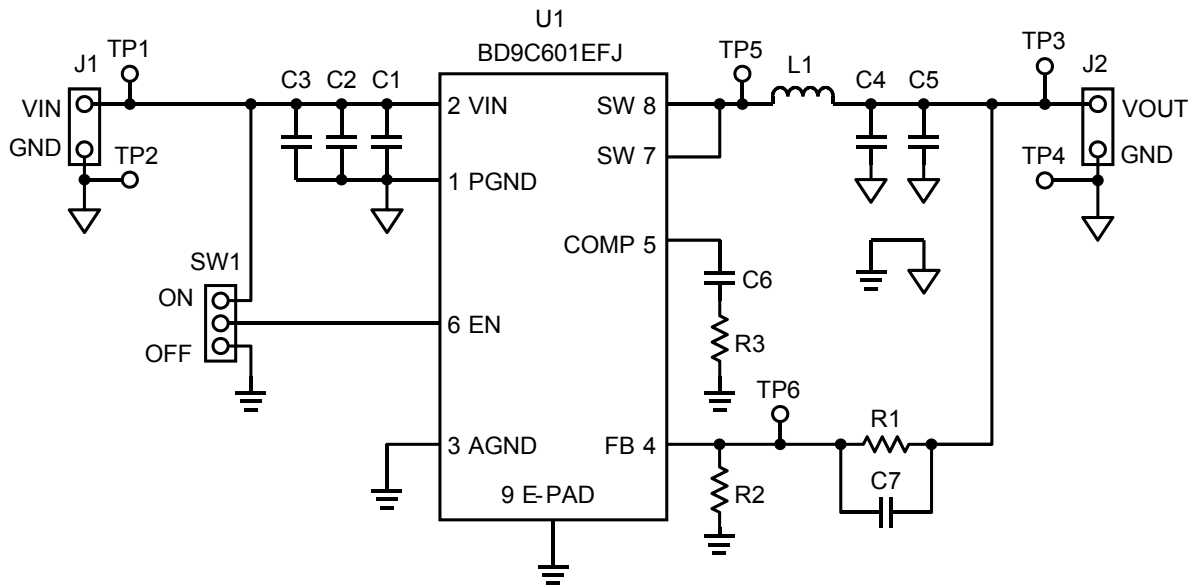 U1
BD9C601EFJ
J1
TP1
VIN
GND
TP2
C3 C2 C1
2 VIN
1 PGND
SW 8
SW 7
TP5
L1
C4 C5
TP3
J2
VOUT
GND
TP4
COMP 5
C6
R3
SW1
ON
OFF
6 EN
3 AGND
FB 4
9 E-PAD
TP6
R2
R1
C7